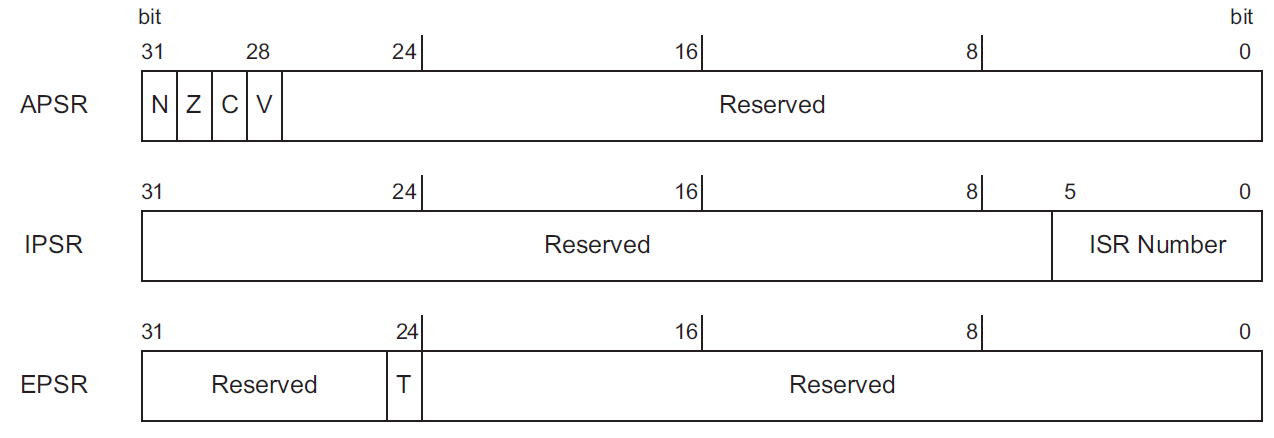 bit bit
31 28 24 16 8 0
APSR N Z C V Reserved
31 24 16 8 5 0
IPSR Reserved ISR Number
31 24 16 8 0
EPSR Reserved T Reserved